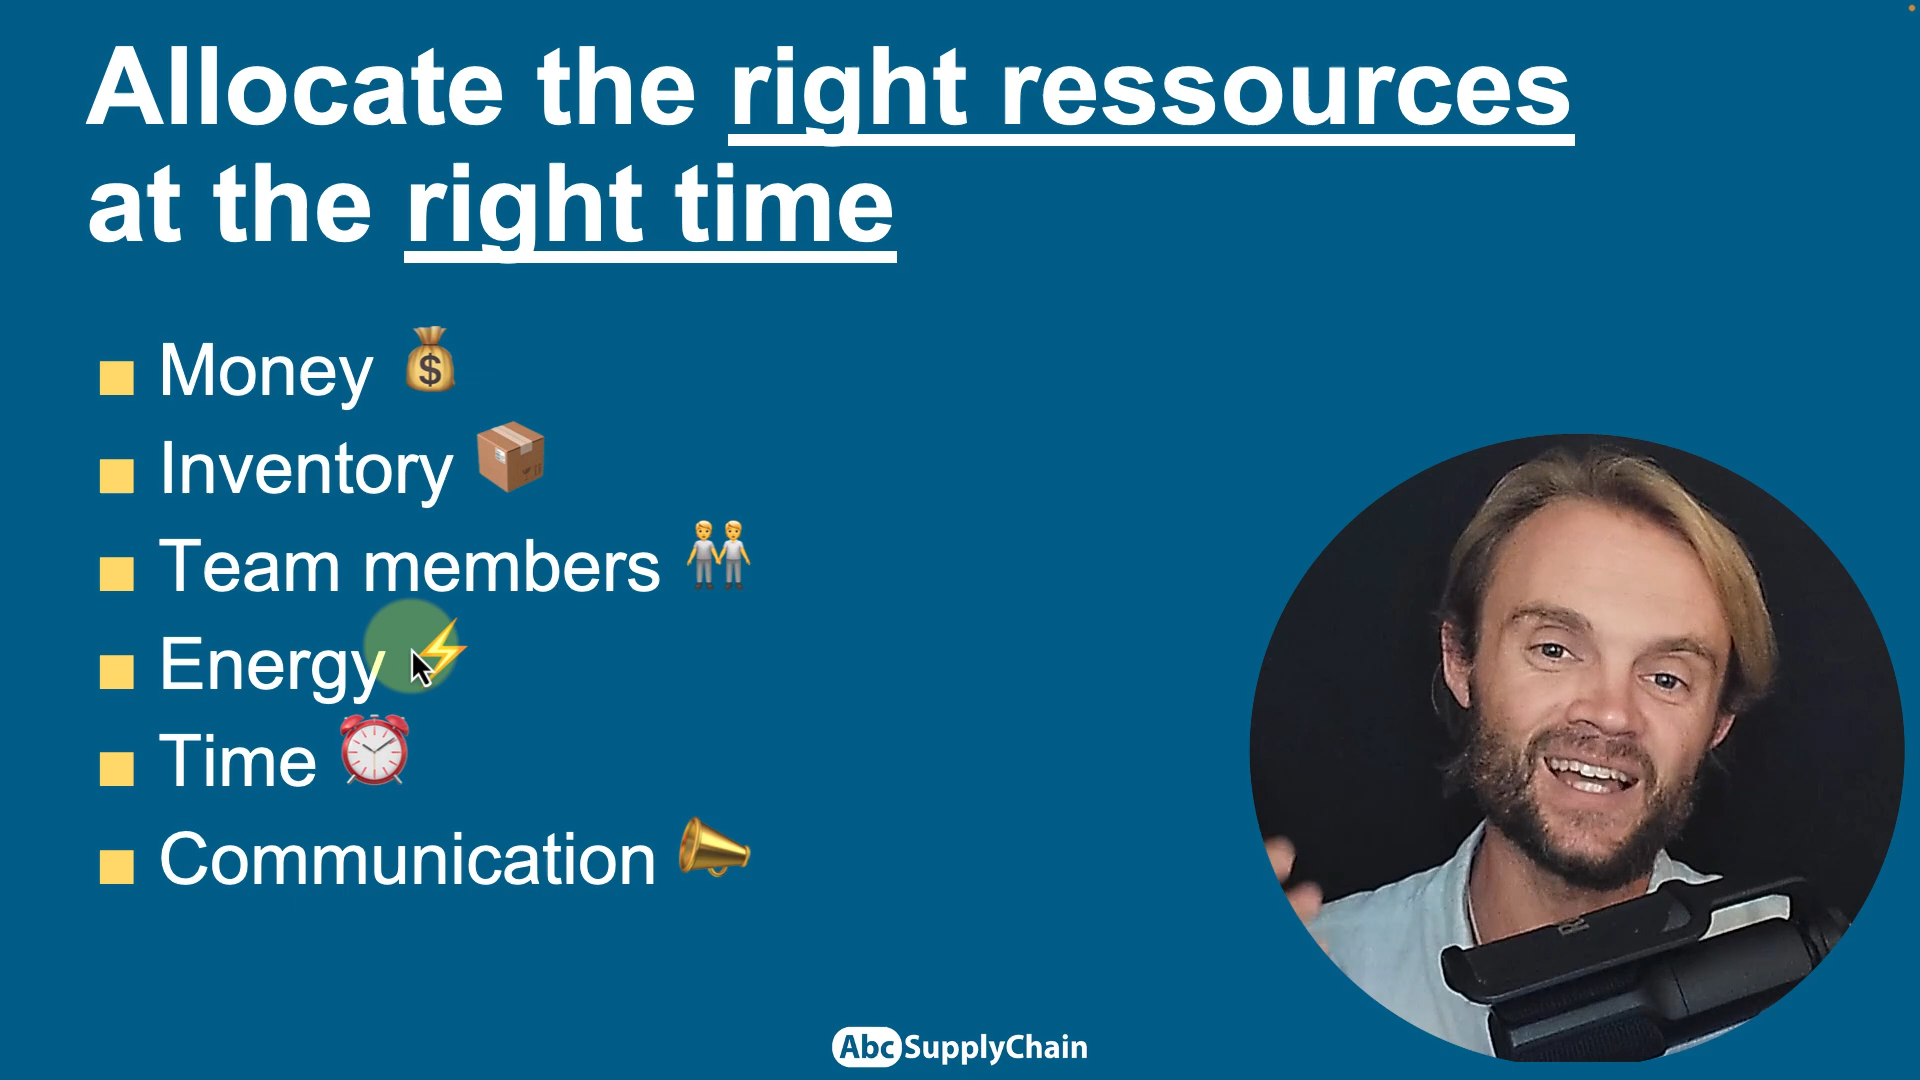 Allocate the right ressources
at the right time
Money
Inventory
Team members
Energy
Time
Communication
AbcSupplyChain